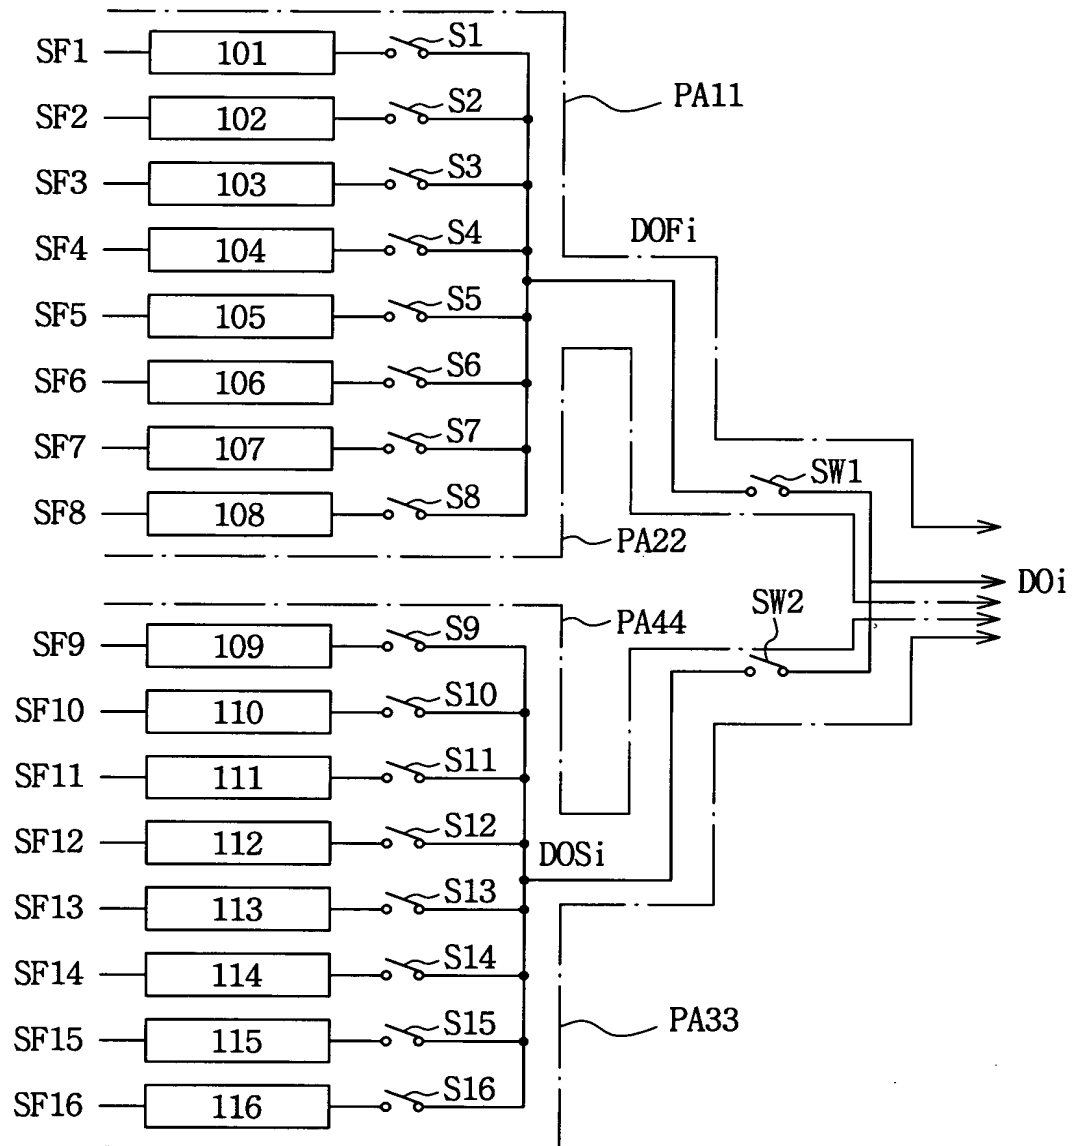 SF1 101 S1
PA11
SF2 102 S2
SF3 103 S3
SF4 104 S4
DOFi
SF5 105 S5
SF6 106 S6
SF7 107 S7
SW1
SF8 108 S8
PA22
DOi
SW2
SF9 109 S9
PA44
SF10 110 S10
SF11 111 S11
SF12 112 S12
DOSi
SF13 113 S13
SF14 114 S14
SF15 115 S15
PA33
SF16 116 S16